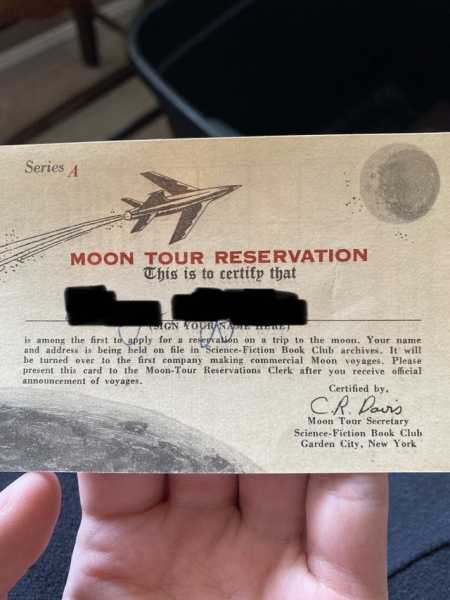 Series A
MOON TOUR RESERVATION
This is to certify that
(SIGN YOUR NAME HERE)
is among the first to apply for a reservation on a trip to the moon. Your name
and address is being held on file in Science-Fiction Book Club archives. It will
be turned over to the first company making commercial Moon voyages. Please
present this card to the Moon-Tour Reservations Clerk after you receive official
announcement of voyages.
Certified by,
C.R. Davis
Moon Tour Secretary
Science-Fiction Book Club
Garden City, New York